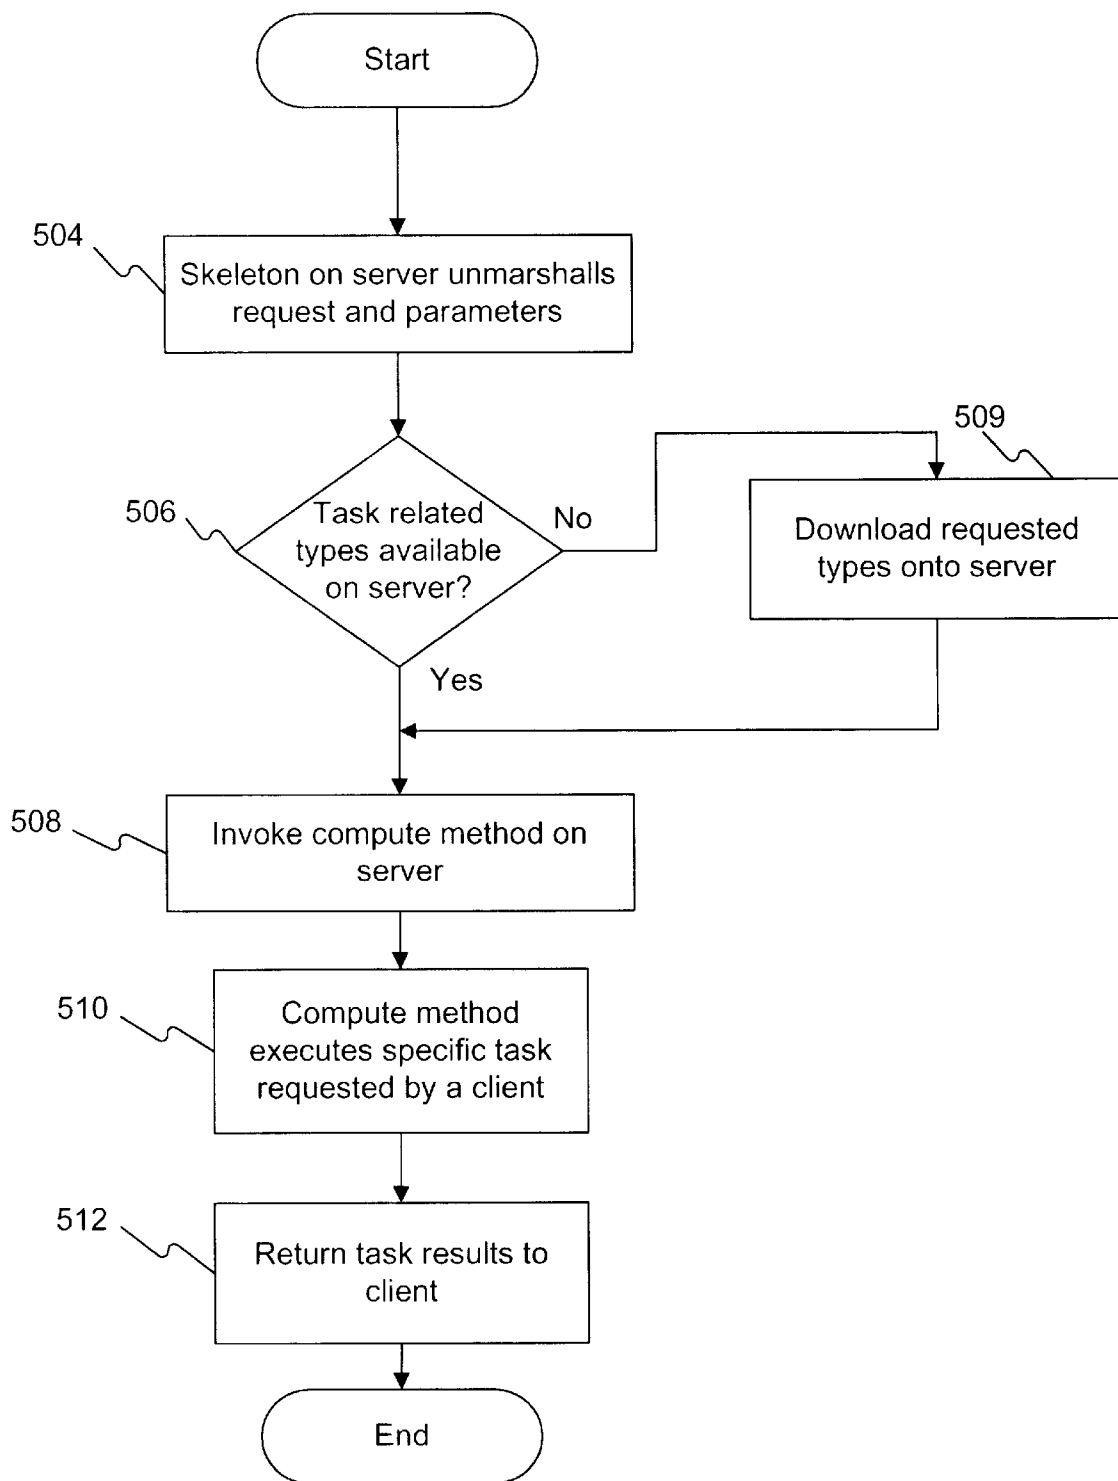 Start
504
Skeleton on server unmarshalls
request and parameters
506
Task related
types available
on server?
No
509
Download requested
types onto server
Yes
508
Invoke compute method on
server
510
Compute method
executes specific task
requested by a client
512
Return task results to
client
End